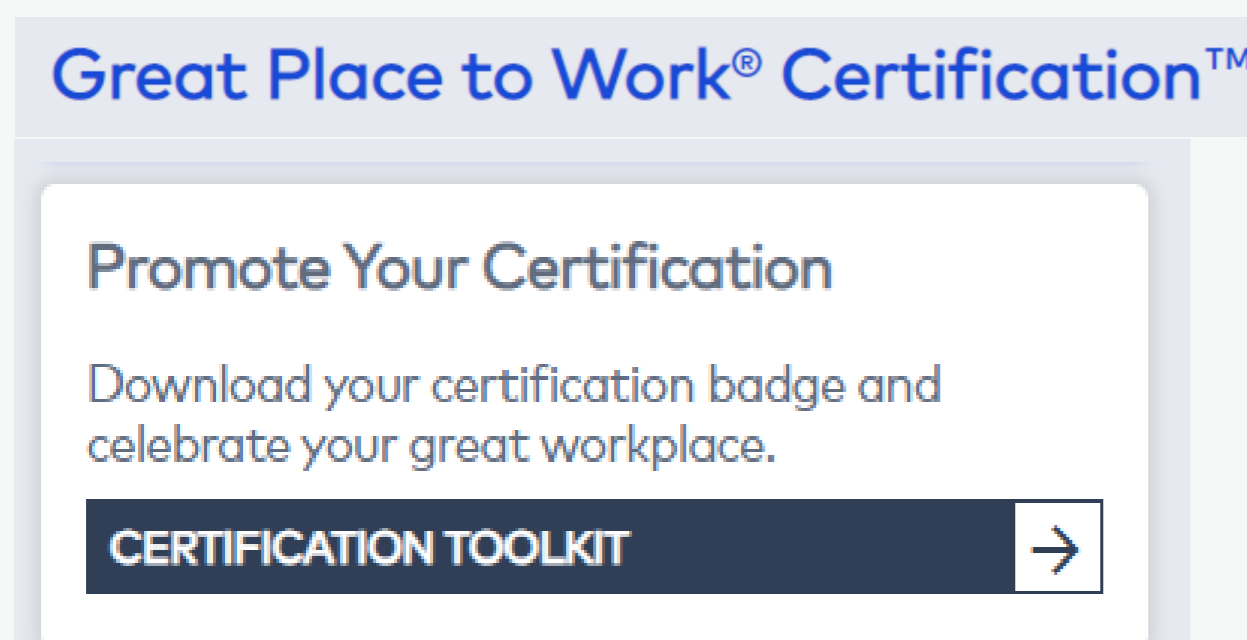 Great Place to Work® Certification™
Promote Your Certification
Download your certification badge and
celebrate your great workplace.
CERTIFICATION TOOLKIT